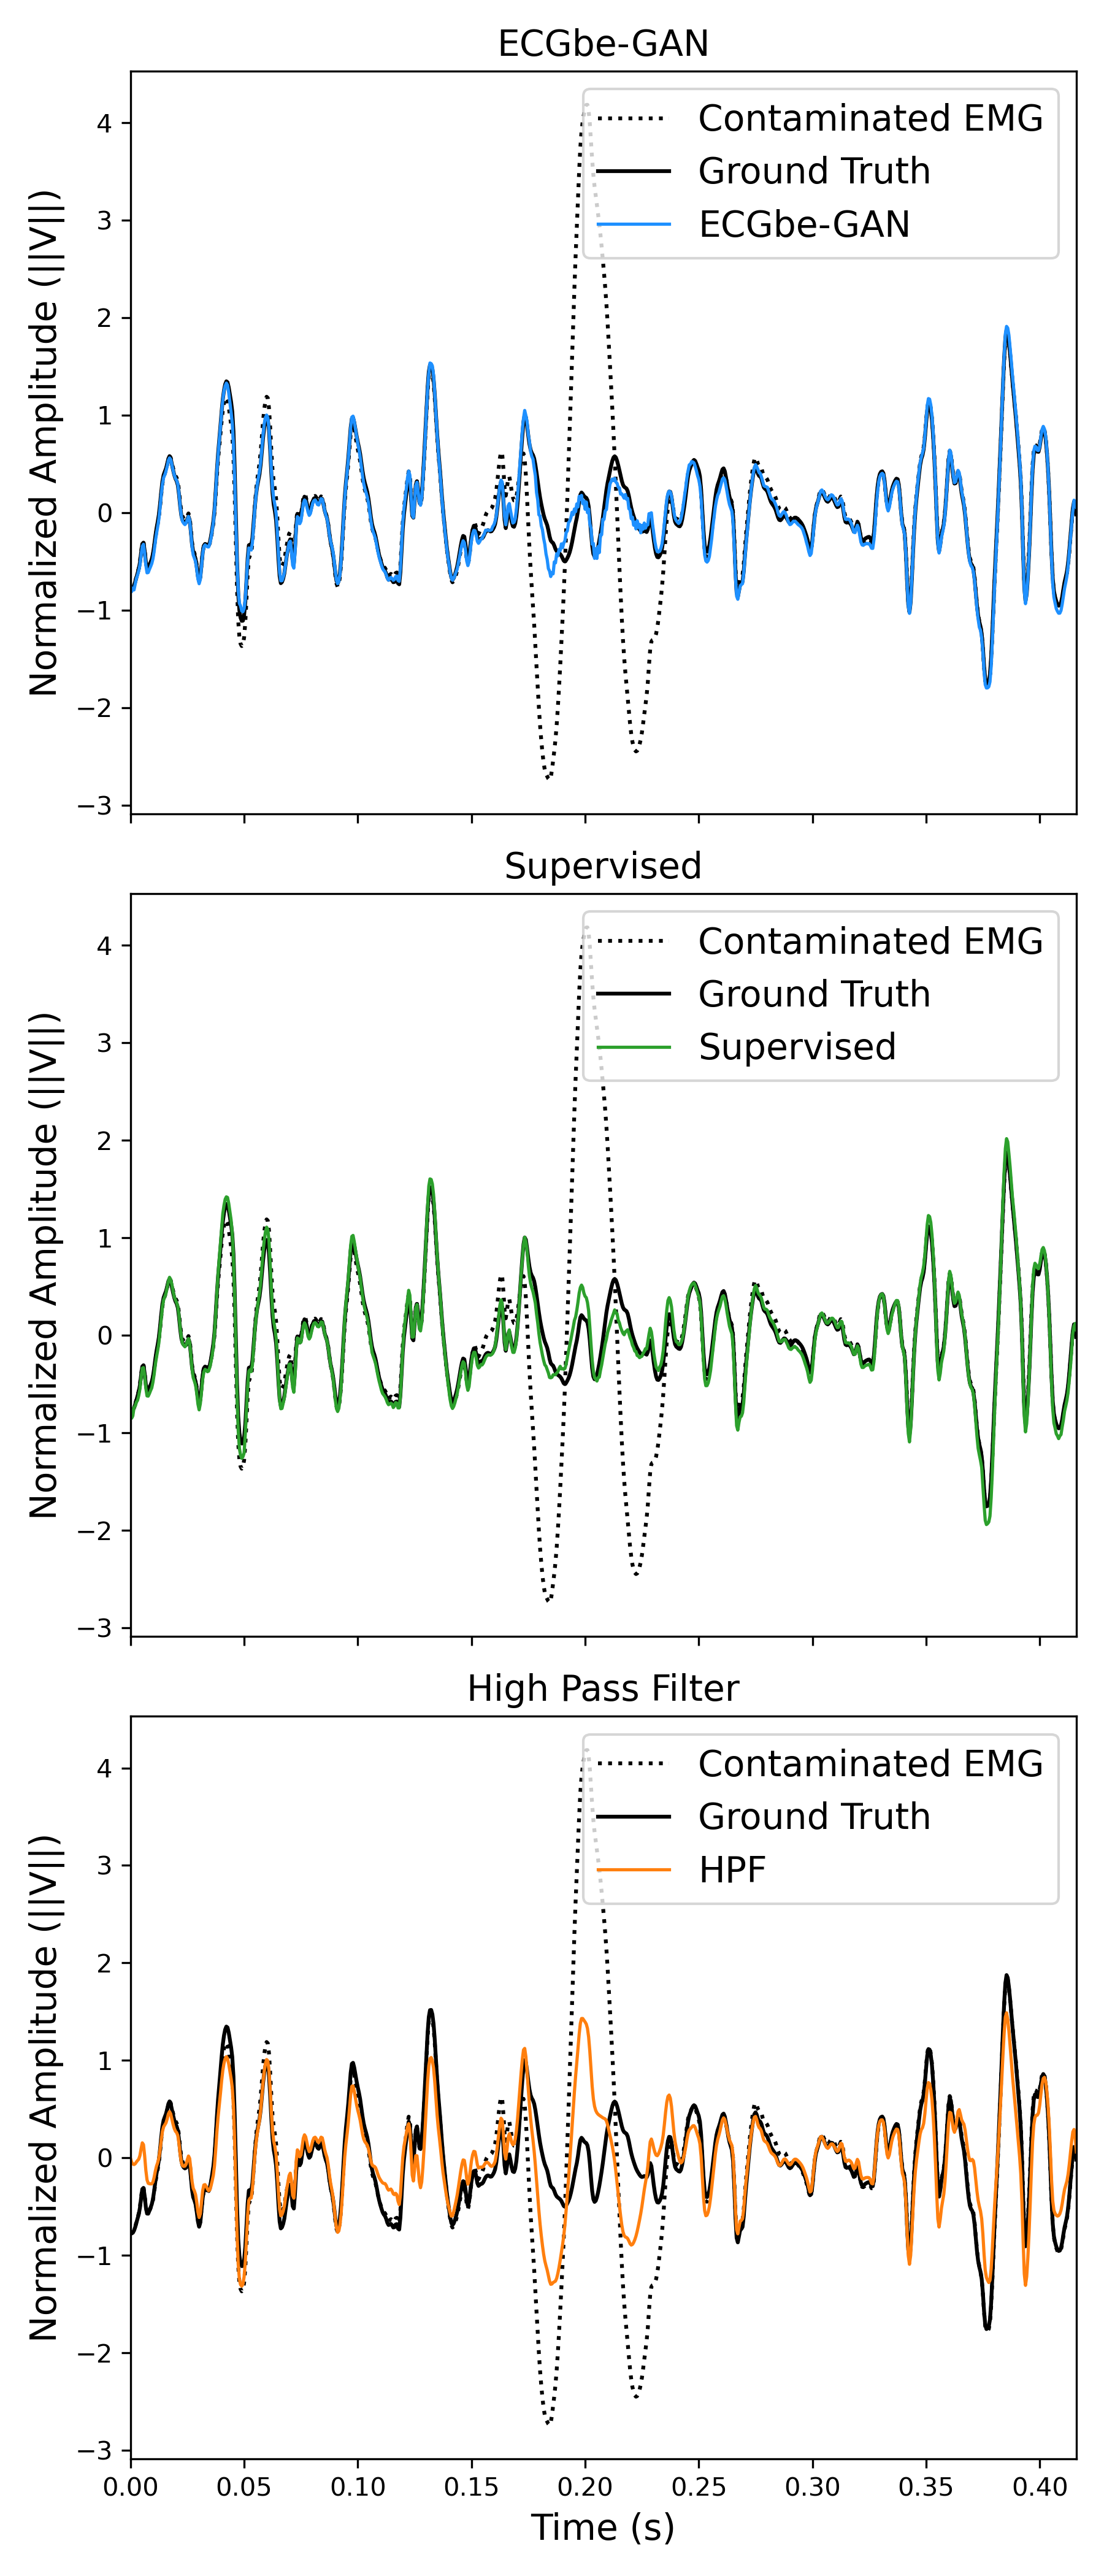 ECGbe-GAN
Normalized Amplitude (||V||)
4
3
2
1
0
−1
−2
−3
Contaminated EMG
Ground Truth
ECGbe-GAN
Supervised
Normalized Amplitude (||V||)
4
3
2
1
0
−1
−2
−3
Contaminated EMG
Ground Truth
Supervised
High Pass Filter
Normalized Amplitude (||V||)
4
3
2
1
0
−1
−2
−3
Contaminated EMG
Ground Truth
HPF
0.00 0.05 0.10 0.15 0.20 0.25 0.30 0.35 0.40
Time (s)